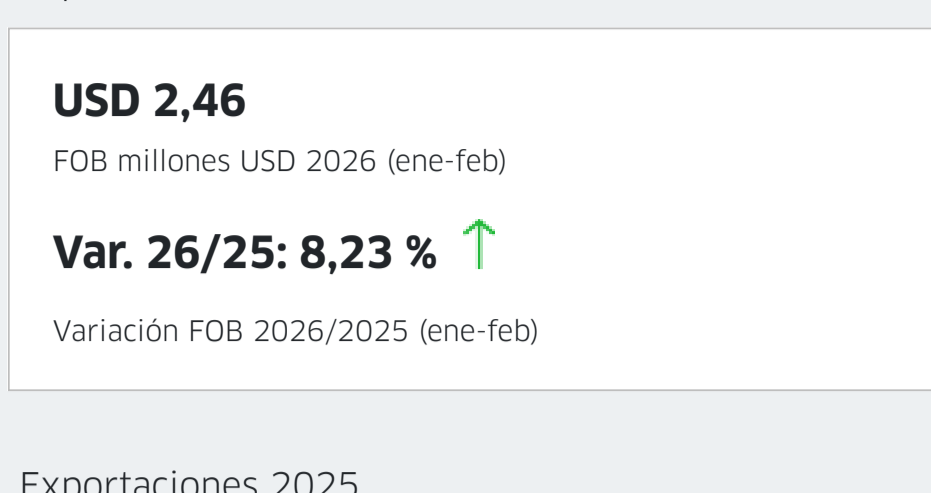 USD 2,46
FOB millones USD 2026 (ene-feb)
Var. 26/25: 8,23 %
Variación FOB 2026/2025 (ene-feb)
Exportaciones 2025